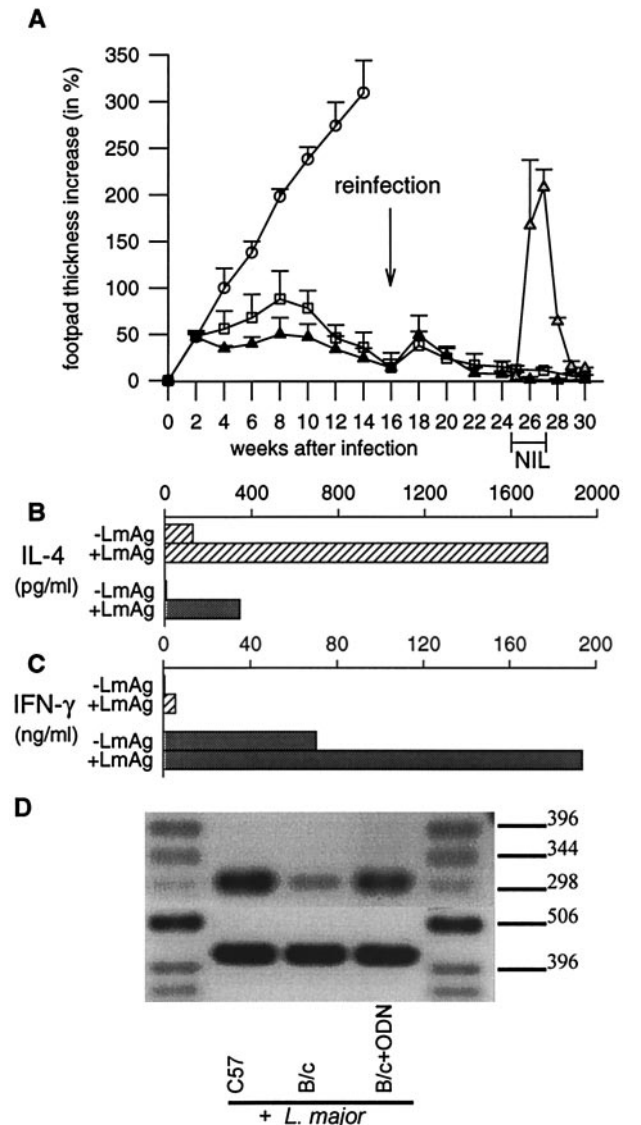 A
footpad thickness increase (in %)
350
300
250
200
150
100
50
0
reinfection
0 2 4 6 8 10 12 14 16 18 20 22 24 26 28 30
weeks after infection
NIL
B
0 400 800 1200 1600 2000
IL-4
(pg/ml)
-LmAg
+LmAg
-LmAg
+LmAg
C
0 40 80 120 160 200
IFN-γ
(ng/ml)
-LmAg
+LmAg
-LmAg
+LmAg
D
396
344
298
506
396
C57
B/c
B/c+ODN
+ L. major